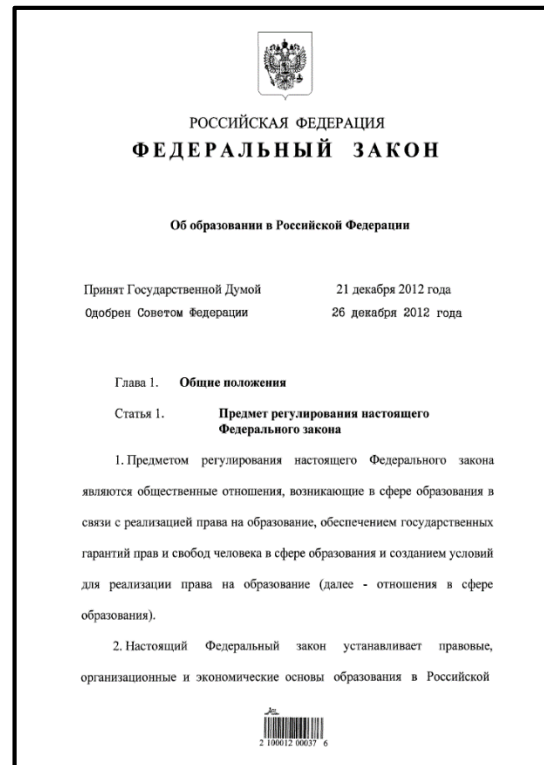 РОССИЙСКАЯ ФЕДЕРАЦИЯ
ФЕДЕРАЛЬНЫЙ ЗАКОН
Об образовании в Российской Федерации
Принят Государственной Думой 21 декабря 2012 года
Одобрен Советом Федерации 26 декабря 2012 года
Глава 1. Общие положения
Статья 1. Предмет регулирования настоящего
Федерального закона
1. Предметом регулирования настоящего Федерального закона
являются общественные отношения, возникающие в сфере образования в
связи с реализацией права на образование, обеспечением государственных
гарантий прав и свобод человека в сфере образования и созданием условий
для реализации права на образование (далее - отношения в сфере
образования).
2. Настоящий Федеральный закон устанавливает правовые,
организационные и экономические основы образования в Российской
2 100012 00037 6